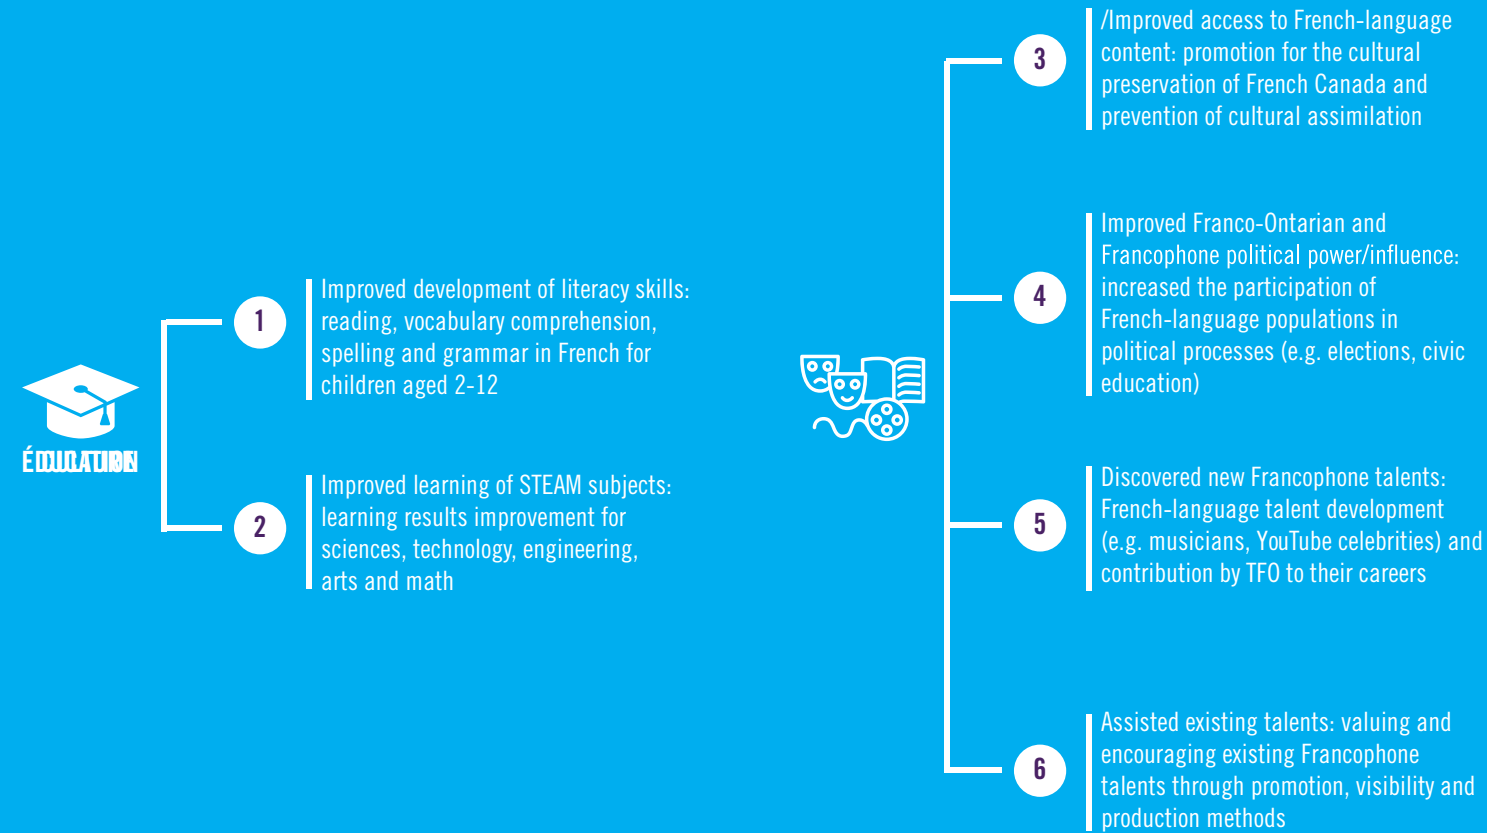 1
Improved development of literacy skills:
reading, vocabulary comprehension,
spelling and grammar in French for
children aged 2-12
2
Improved learning of STEAM subjects:
learning results improvement for
sciences, technology, engineering,
arts and math
3
/Improved access to French-language
content: promotion for the cultural
preservation of French Canada and
prevention of cultural assimilation
4
Improved Franco-Ontarian and
Francophone political power/influence:
increased the participation of
French-language populations in
political processes (e.g. elections, civic
education)
5
Discovered new Francophone talents:
French-language talent development
(e.g. musicians, YouTube celebrities) and
contribution by TFO to their careers
6
Assisted existing talents: valuing and
encouraging existing Francophone
talents through promotion, visibility and
production methods